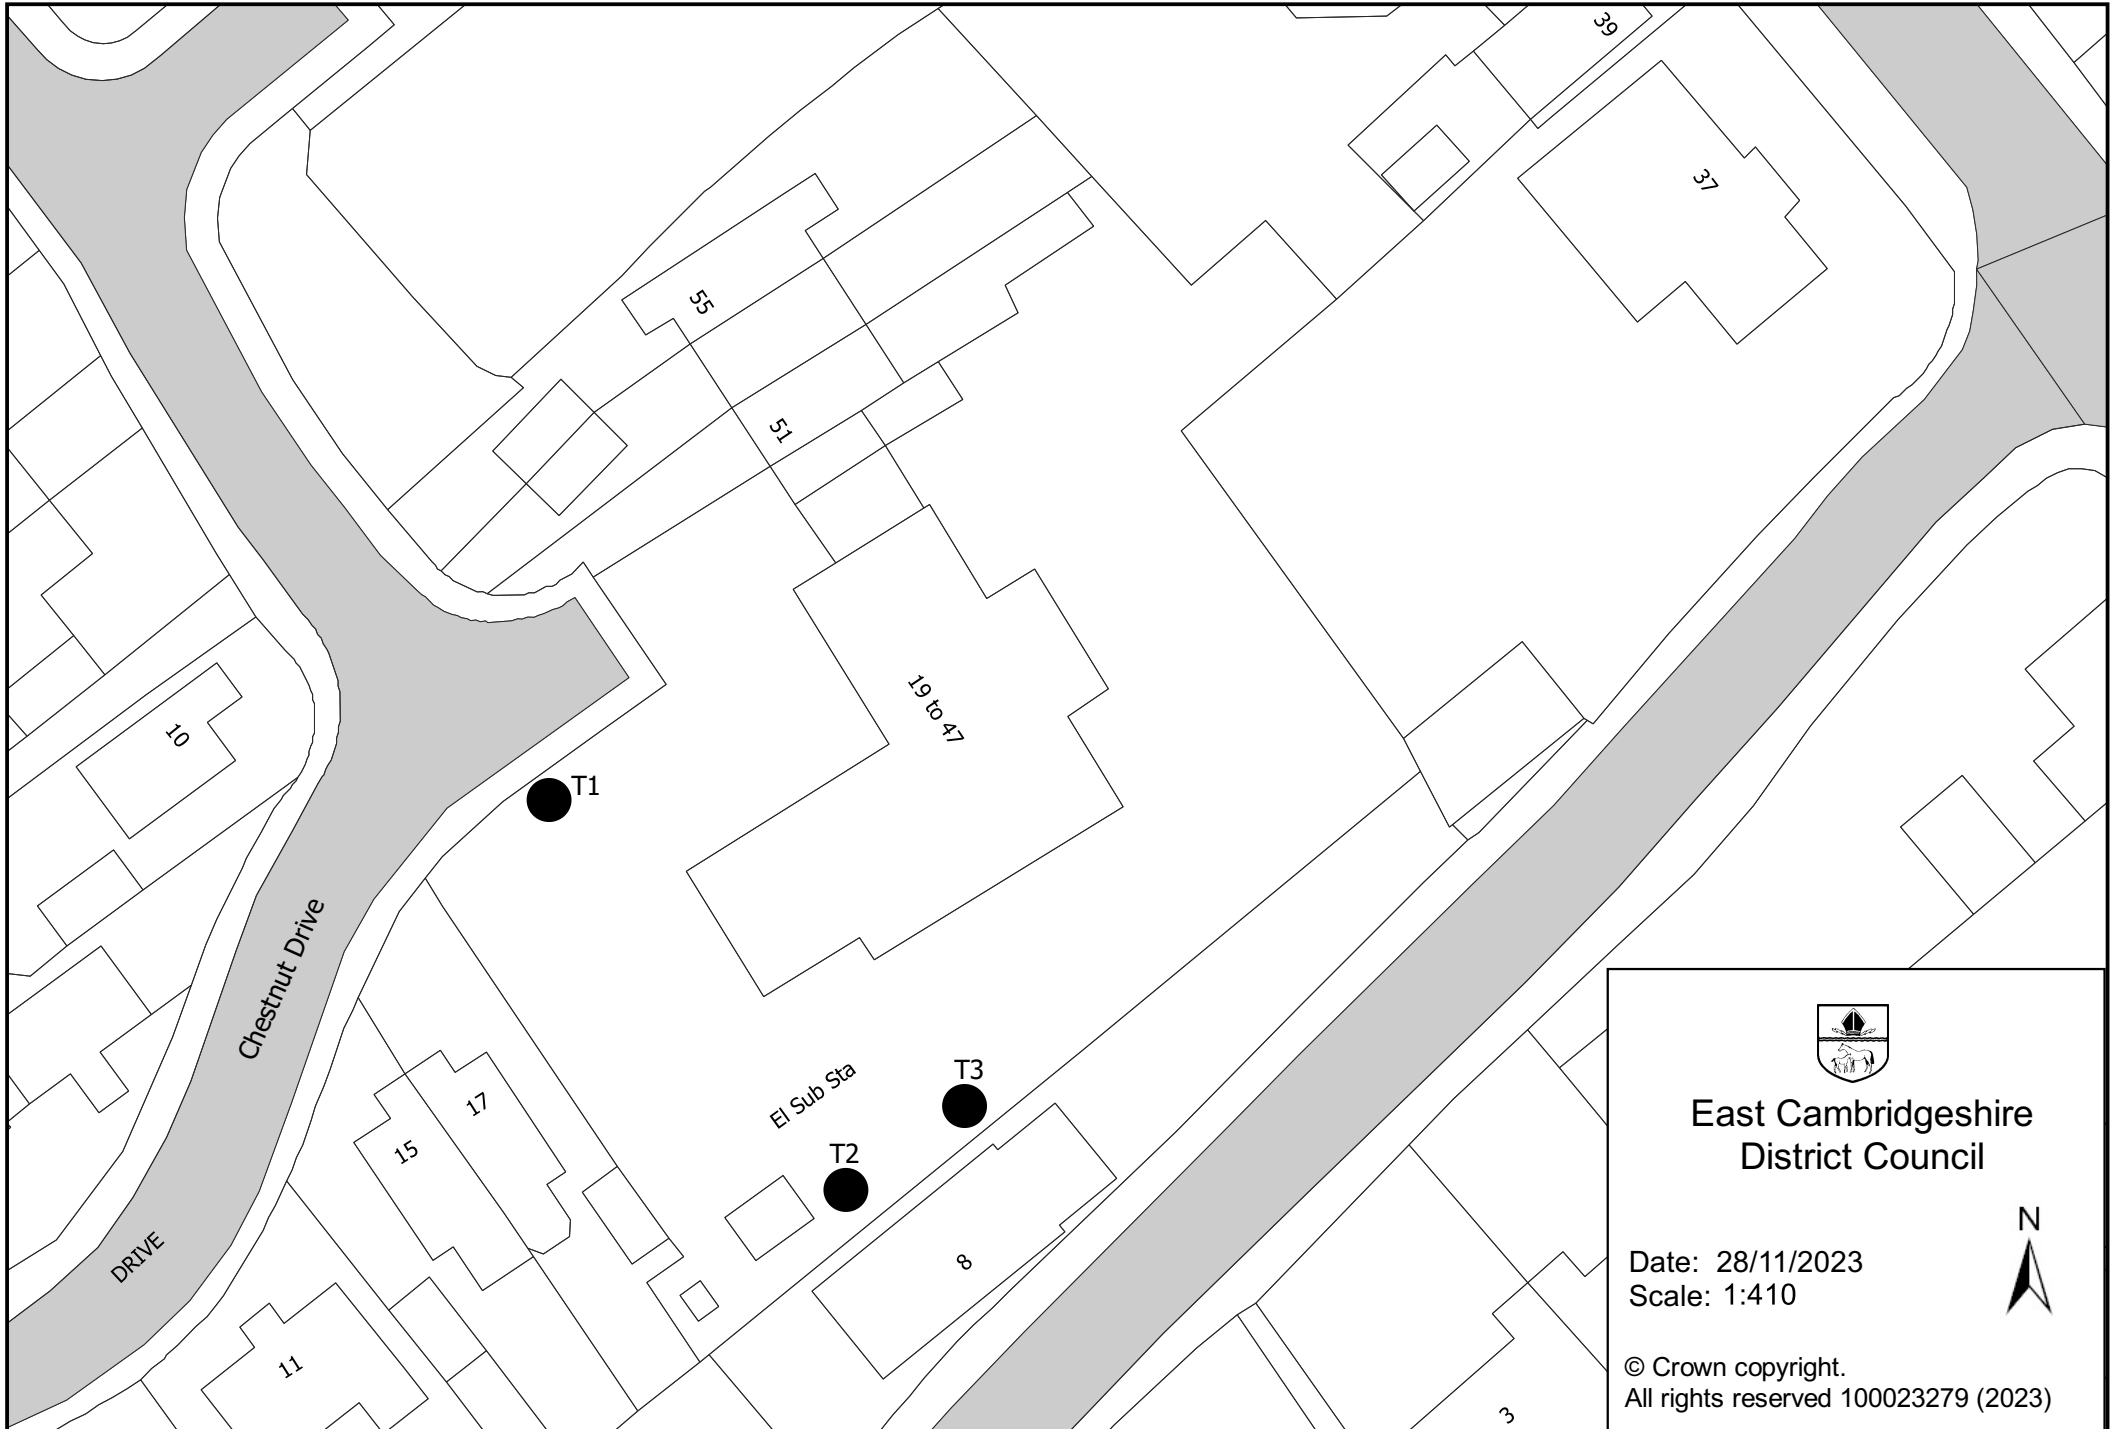 39
37
55
51
19 to 47
10
T1
Chestnut Drive
17
15
El Sub Sta
T3
T2
8
DRIVE
11
3
East Cambridgeshire
District Council
N
Date: 28/11/2023
Scale: 1:410
© Crown copyright.
All rights reserved 100023279 (2023)